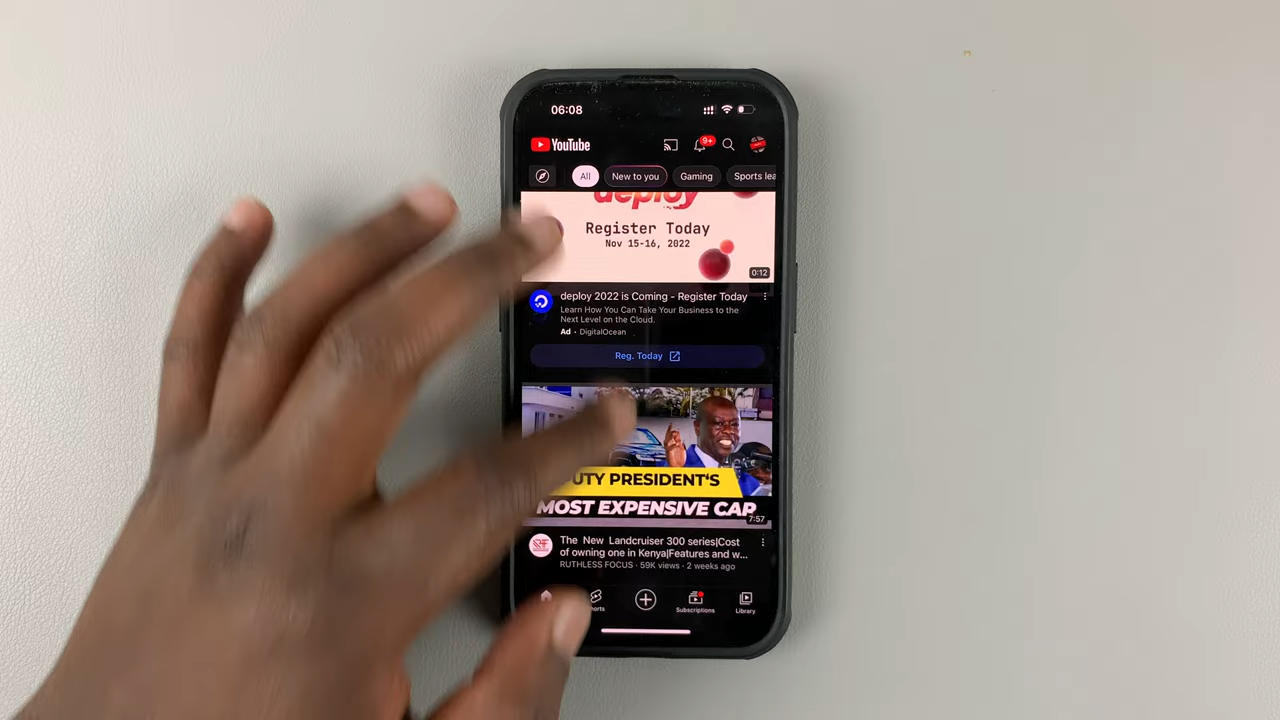 06:08
YouTube
9+
All
New to you
Gaming
Sports lea
deploy
Register Today
Nov 15-16, 2022
0:12
deploy 2022 is Coming - Register Today
Learn How You Can Take Your Business to the
Next Level on the Cloud.
Ad · DigitalOcean
Reg. Today
UTY PRESIDENT'S
MOST EXPENSIVE CAR
7:57
The New Landcruiser 300 series|Cost
of owning one in Kenya|Features and w...
RUTHLESS FOCUS · 59K views · 2 weeks ago
orts
Subscriptions
Library